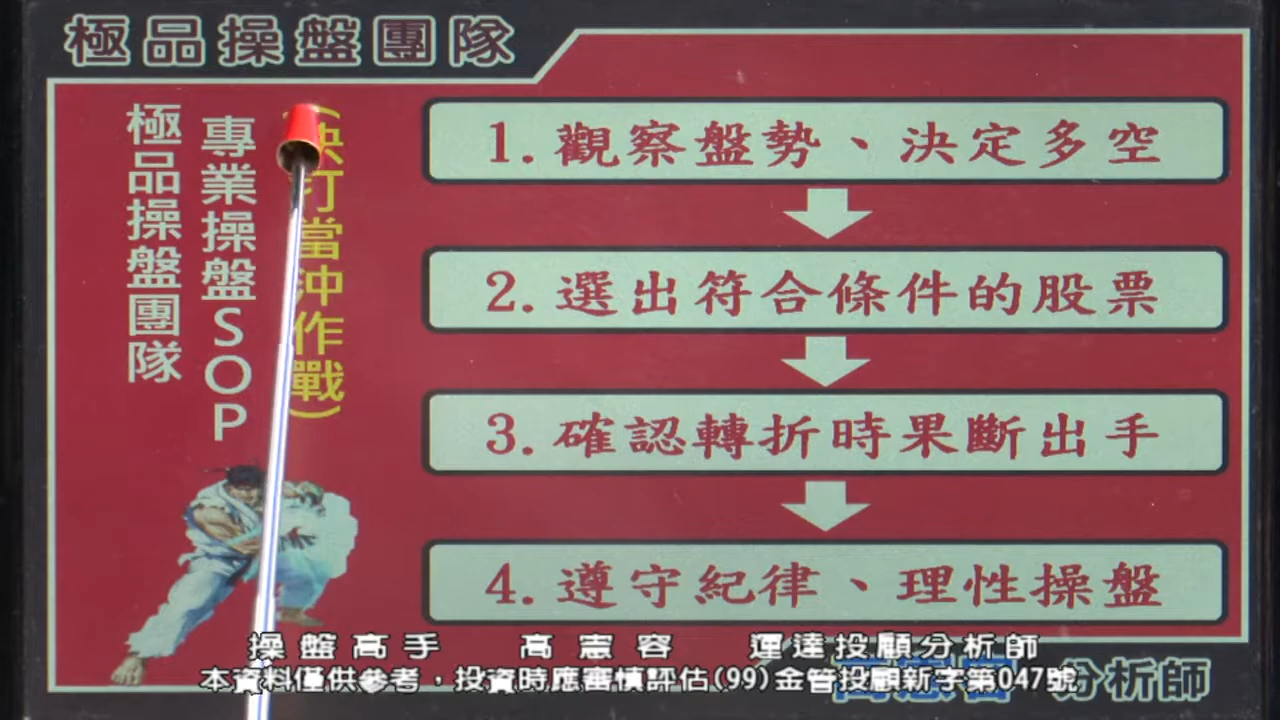 極品操盤團隊
極品操盤團隊
專業操盤SOP
(快打當沖作戰)
1.觀察盤勢、決定多空
2.選出符合條件的股票
3.確認轉折時果斷出手
4.遵守紀律、理性操盤
操盤高手 高憲容 運達投顧分析師
本資料僅供參考,投資時應審慎評估(99)金管投顧新字第047號
高憲容 分析師